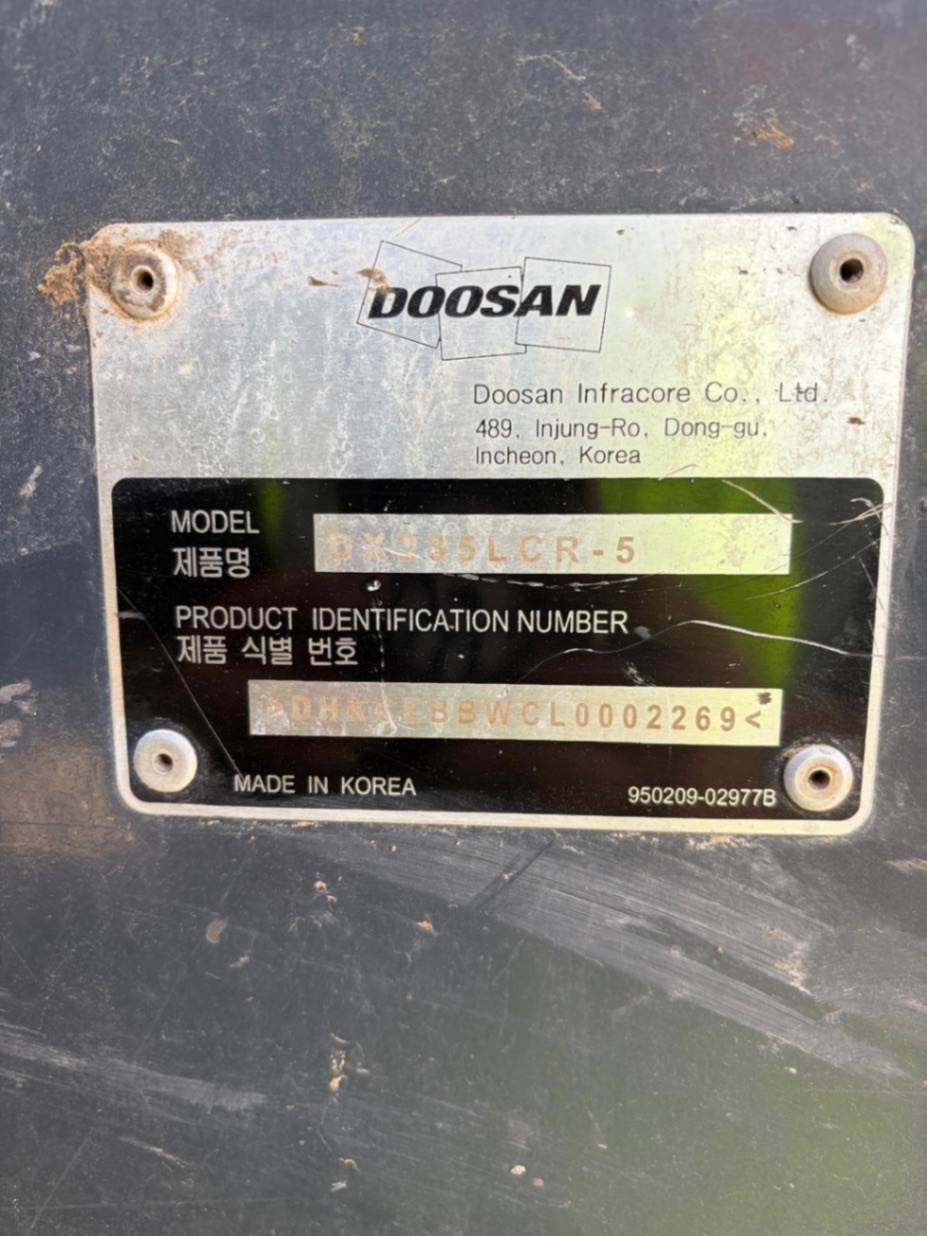 DOOSAN
Doosan Infracore Co., Ltd.
489, Injung-Ro, Dong-gu,
Incheon, Korea
MODEL
제품명
DX235LCR-5
PRODUCT IDENTIFICATION NUMBER
제품 식별 번호
>DHKCEBBWCL0002269<
MADE IN KOREA
950209-02977B